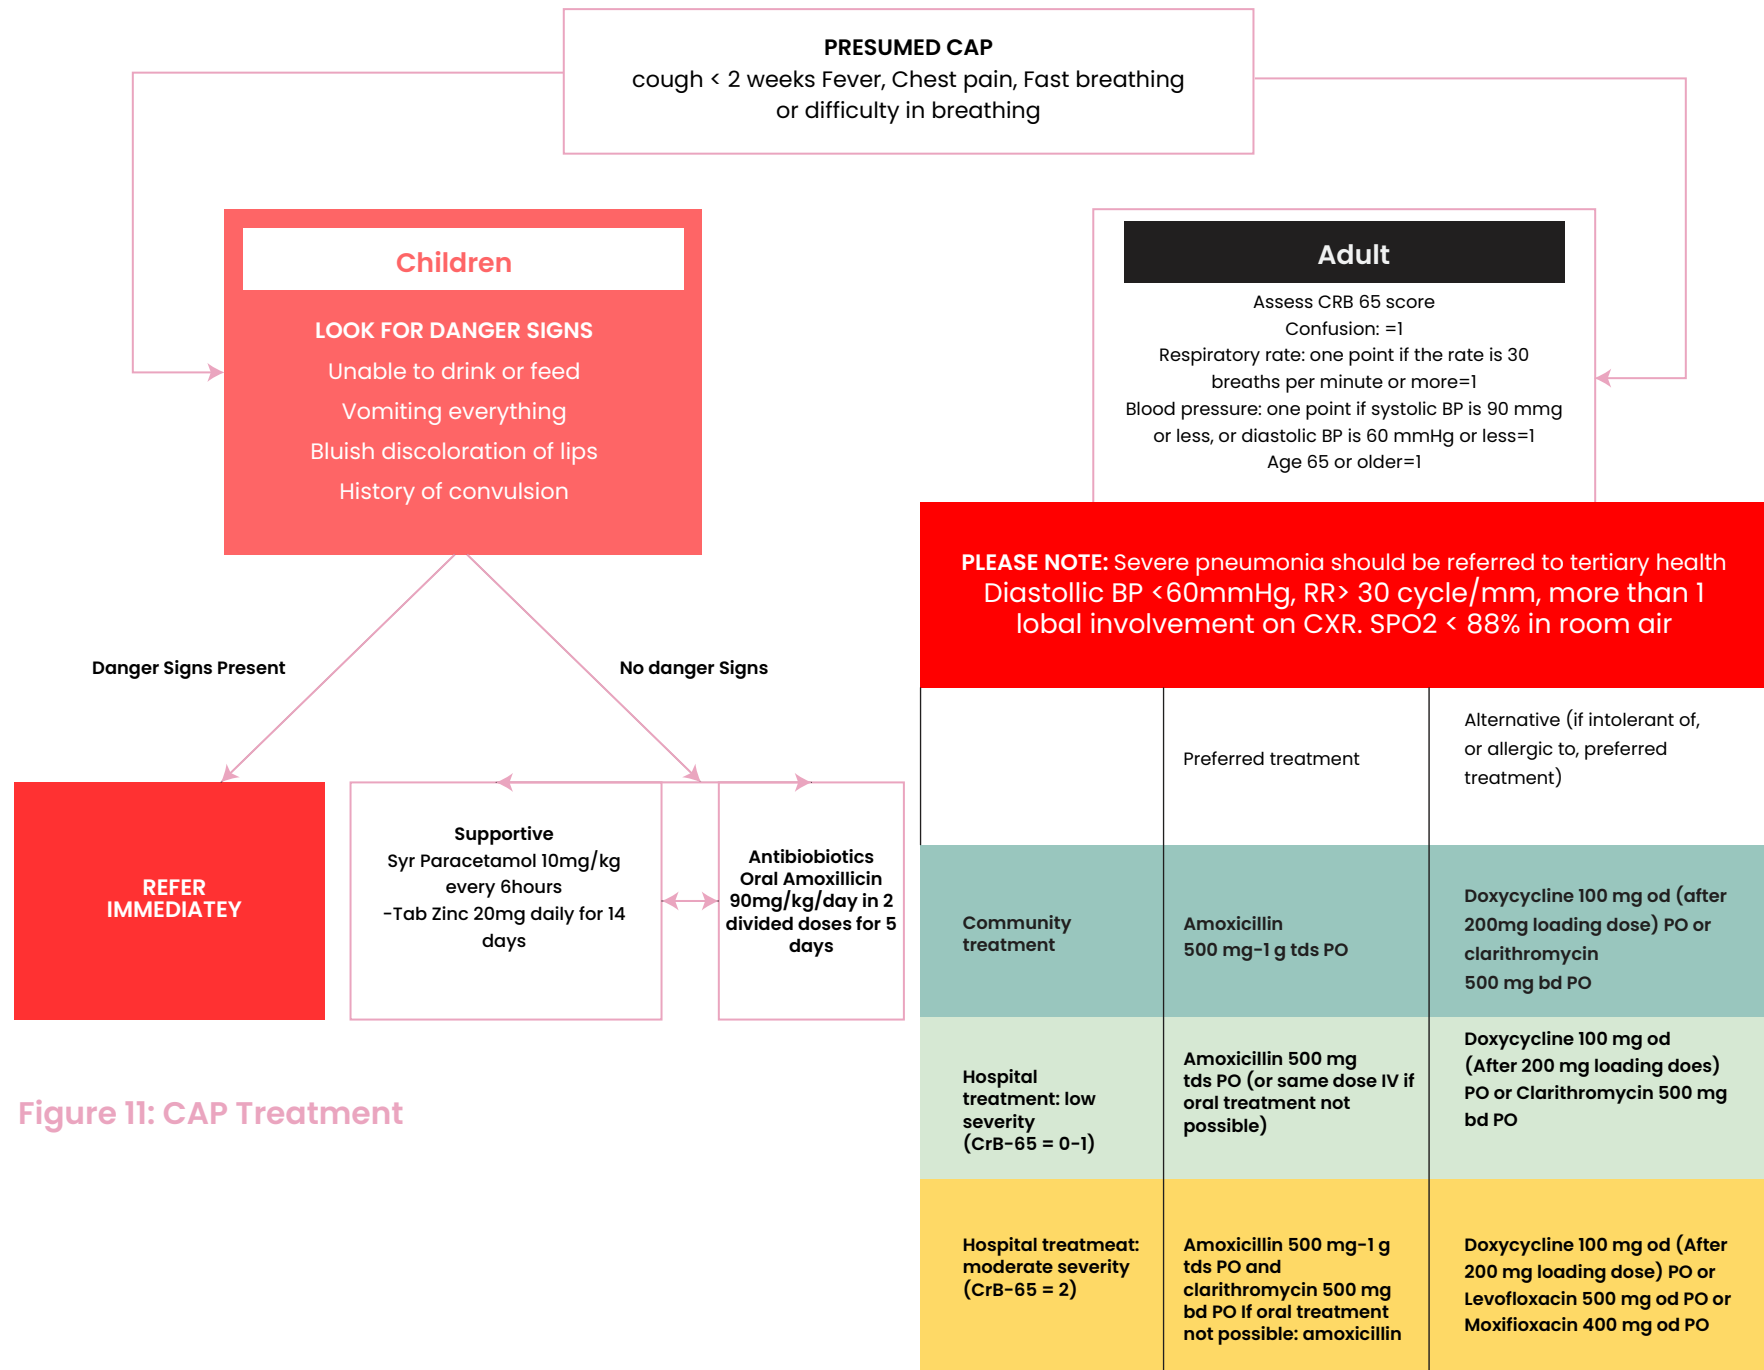 PRESUMED CAP
cough < 2 weeks Fever, Chest pain, Fast breathing
or difficulty in breathing
Children
LOOK FOR DANGER SIGNS
Unable to drink or feed
Vomiting everything
Bluish discoloration of lips
History of convulsion
Danger Signs Present
No danger Signs
REFER
IMMEDIATEY
Supportive
Syr Paracetamol 10mg/kg
every 6hours
-Tab Zinc 20mg daily for 14
days
Antibiobiotics
Oral Amoxillicin
90mg/kg/day in 2
divided doses for 5
days
Figure 11: CAP Treatment
Adult
Assess CRB 65 score
Confusion: =1
Respiratory rate: one point if the rate is 30
breaths per minute or more=1
Blood pressure: one point if systolic BP is 90 mmg
or less, or diastolic BP is 60 mmHg or less=1
Age 65 or older=1
PLEASE NOTE: Severe pneumonia should be referred to tertiary health
Diastollic BP <60mmHg, RR> 30 cycle/mm, more than 1
lobal involvement on CXR. SPO2 < 88% in room air
Preferred treatment
Alternative (if intolerant of,
or allergic to, preferred
treatment)
Community
treatment
Amoxicillin
500 mg-1 g tds PO
Doxycycline 100 mg od (after
200mg loading dose) PO or
clarithromycin
500 mg bd PO
Hospital
treatment: low
severity
(CrB-65 = 0-1)
Amoxicillin 500 mg
tds PO (or same dose IV if
oral treatment not
possible)
Doxycycline 100 mg od
(After 200 mg loading does)
PO or Clarithromycin 500 mg
bd PO
Hospital treatmeat:
moderate severity
(CrB-65 = 2)
Amoxicillin 500 mg-1 g
tds PO and
clarithromycin 500 mg
bd PO If oral treatment
not possible: amoxicillin
Doxycycline 100 mg od (After
200 mg loading dose) PO or
Levofloxacin 500 mg od PO or
Moxifioxacin 400 mg od PO